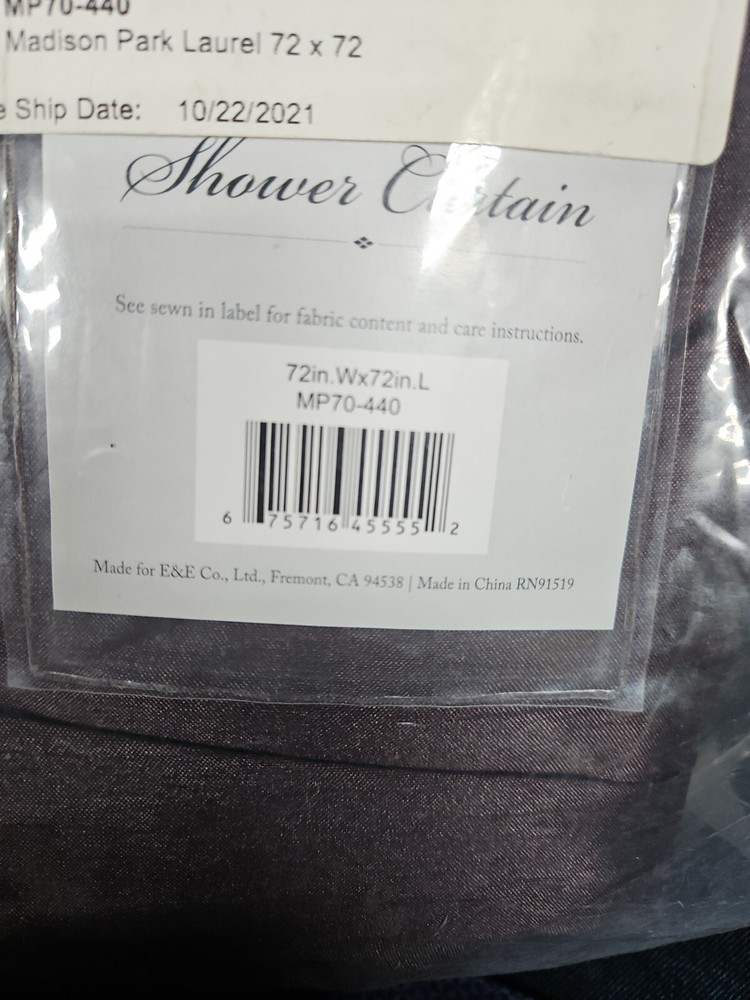 MP70-440
Madison Park Laurel 72 x 72
e Ship Date: 10/22/2021
Shower Curtain
See sewn in label for fabric content and care instructions.
72in.Wx72in.L
MP70-440
6 75716 45555 2
Made for E&E Co., Ltd., Fremont, CA 94538 | Made in China RN91519